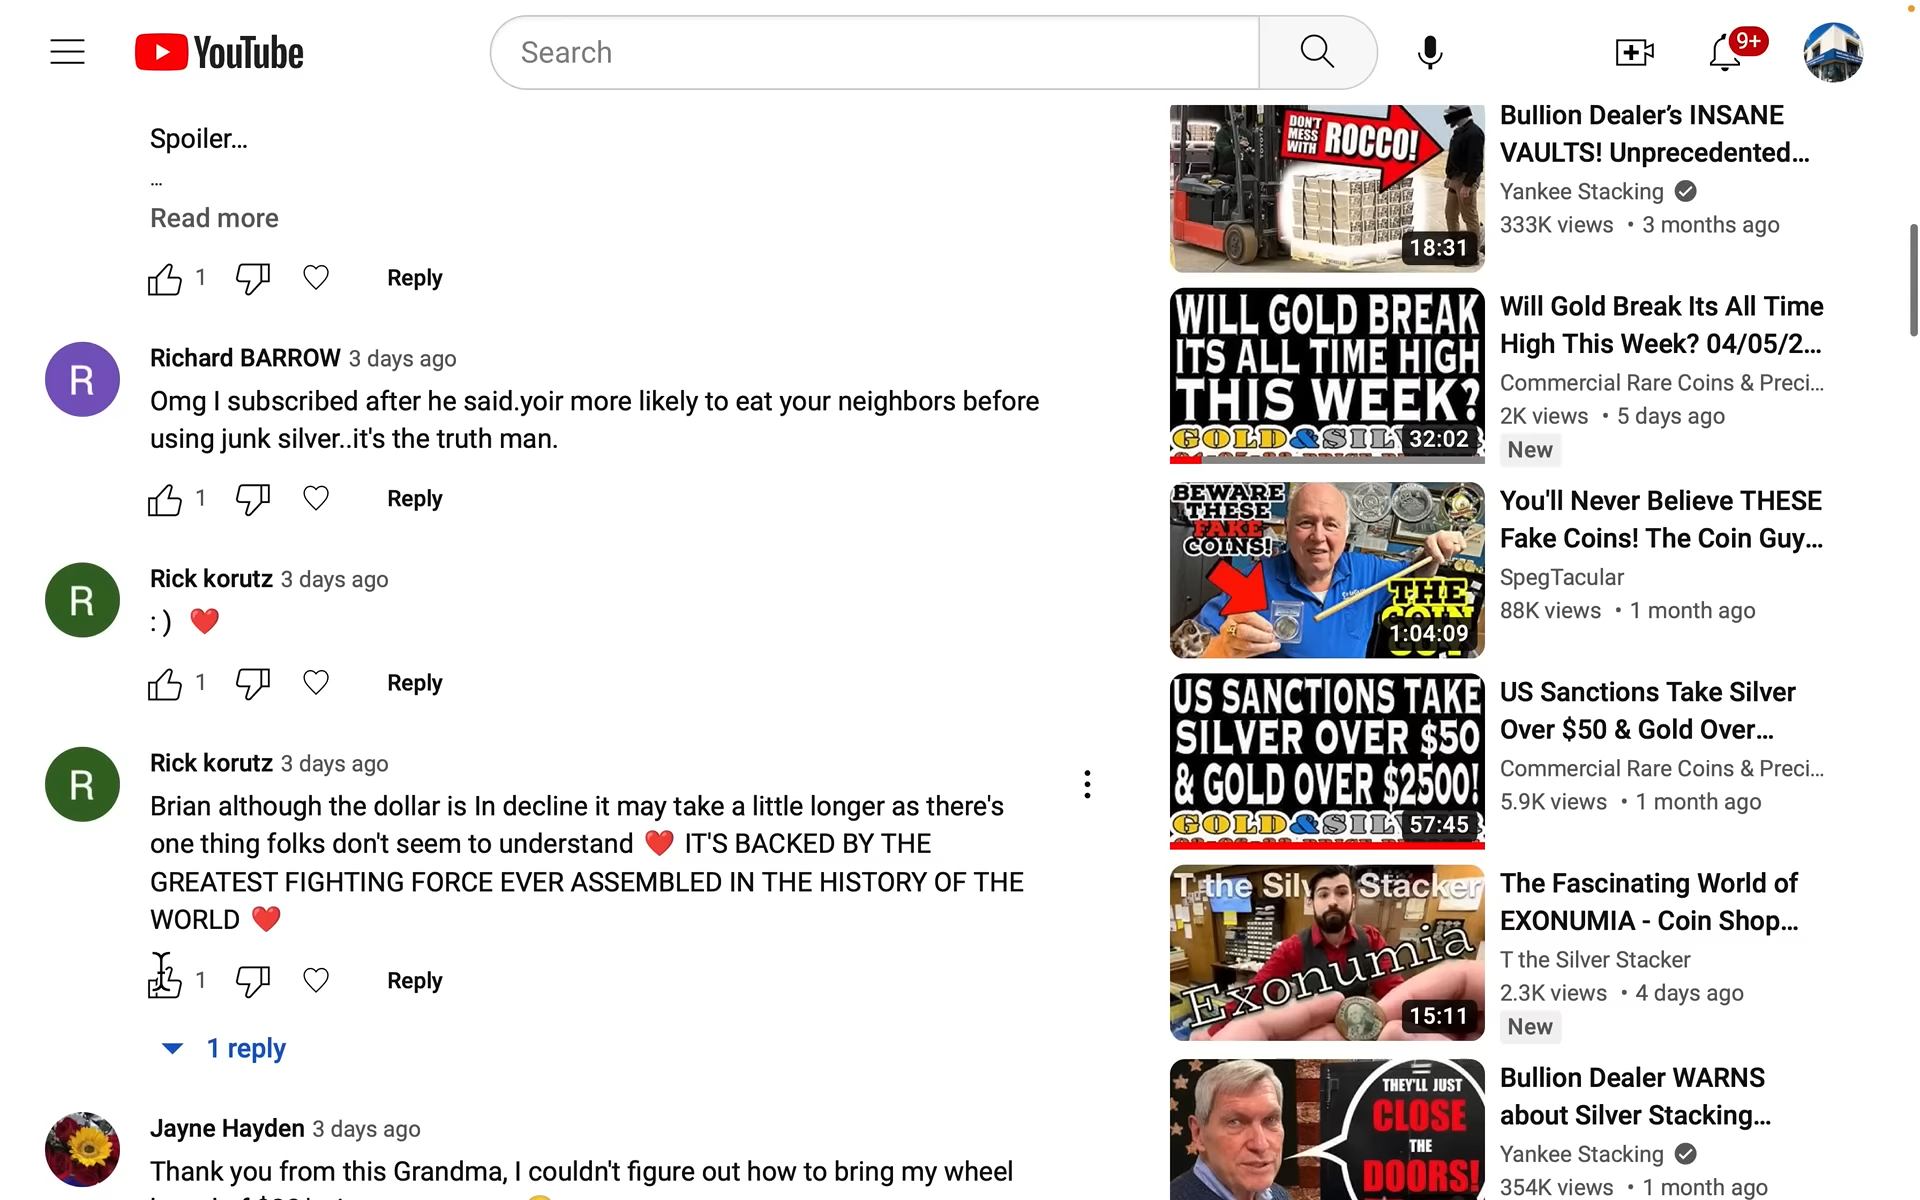 YouTube
Search
9+
Spoiler...
...
Read more
1
Reply
R
Richard BARROW 3 days ago
Omg I subscribed after he said.yoir more likely to eat your neighbors before
using junk silver..it's the truth man.
1
Reply
R
Rick korutz 3 days ago
: ) ❤️
1
Reply
R
Rick korutz 3 days ago
Brian although the dollar is In decline it may take a little longer as there's
one thing folks don't seem to understand ❤️ IT'S BACKED BY THE
GREATEST FIGHTING FORCE EVER ASSEMBLED IN THE HISTORY OF THE
WORLD ❤️
1
Reply
1 reply
Jayne Hayden 3 days ago
Thank you from this Grandma, I couldn't figure out how to bring my wheel
DON'T
MESS
WITH
ROCCO!
TOYOTA
18:31
Bullion Dealer's INSANE
VAULTS! Unprecedented...
Yankee Stacking
333K views • 3 months ago
WILL GOLD BREAK
ITS ALL TIME HIGH
THIS WEEK?
GOLD&SIL
32:02
Will Gold Break Its All Time
High This Week? 04/05/2...
Commercial Rare Coins & Preci...
2K views • 5 days ago
New
BEWARE
THESE
FAKE
COINS!
THE
COIN
GUY
1:04:09
You'll Never Believe THESE
Fake Coins! The Coin Guy...
SpegTacular
88K views • 1 month ago
US SANCTIONS TAKE
SILVER OVER $50
& GOLD OVER $2500!
GOLD&SIL
57:45
US Sanctions Take Silver
Over $50 & Gold Over...
Commercial Rare Coins & Preci...
5.9K views • 1 month ago
T the Silv Stacker
Exonumia
15:11
The Fascinating World of
EXONUMIA - Coin Shop...
T the Silver Stacker
2.3K views • 4 days ago
New
THEY'LL JUST
CLOSE
THE
DOORS!
Bullion Dealer WARNS
about Silver Stacking...
Yankee Stacking
354K views • 1 month ago